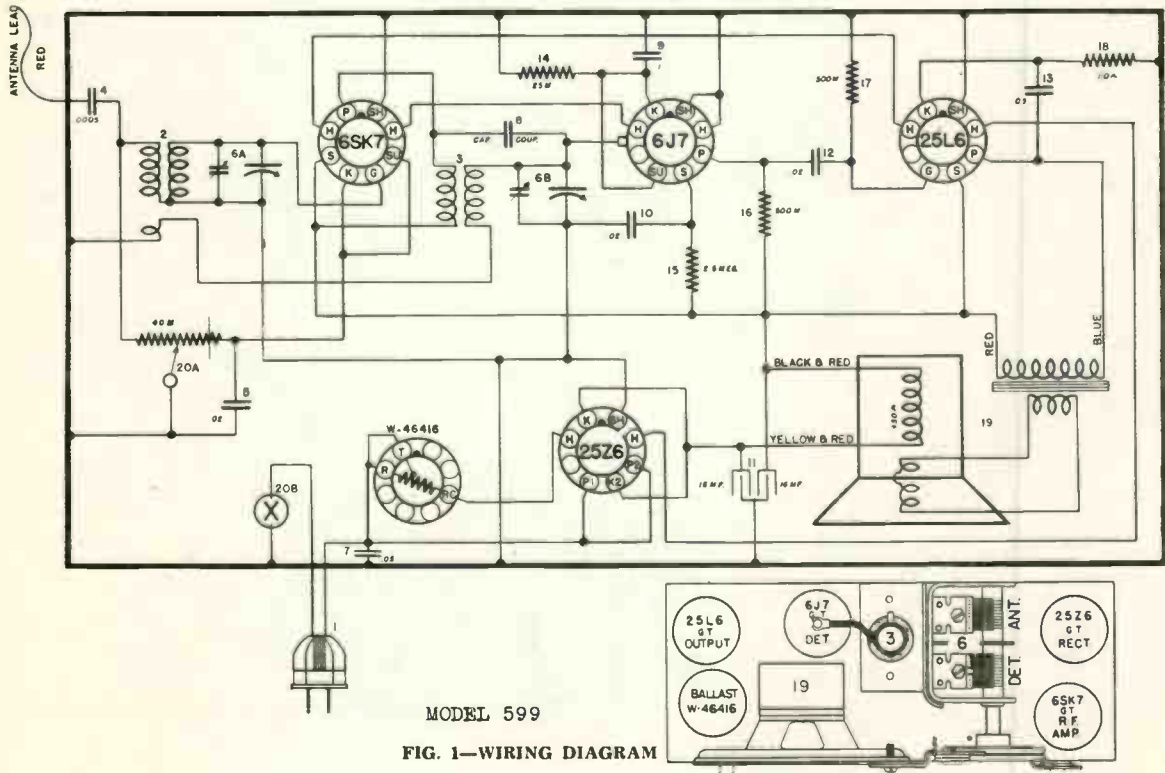 ANTENNA LEAD
RED
4
.0005
2
6A
P
SH
H
H
6SK7
S
SU
K
G
14
25M
9
.1
8
CAP. COUP.
3
6B
10
.02
K
SH
H
H
6J7
P
SU
S
15
2.5 MEG.
16
500M
12
.02
17
500M
K
SH
H
H
25L6
P
G
S
13
18
40M
20A
.02
W-46416
T
R
RC
20B
7
1
K
SH
H
H
25Z6
P2
P1
K2
BLACK & RED
YELLOW & RED
11
16 MF.
16 MF.
RED
BLUE
19
MODEL 599
FIG. 1—WIRING DIAGRAM
25L6
GT
OUTPUT
BALLAST
W-46416
6J7
GT
DET.
19
3
6
ANT.
DET.
25Z6
GT
RECT
6SK7
GT
R.F.
AMP.